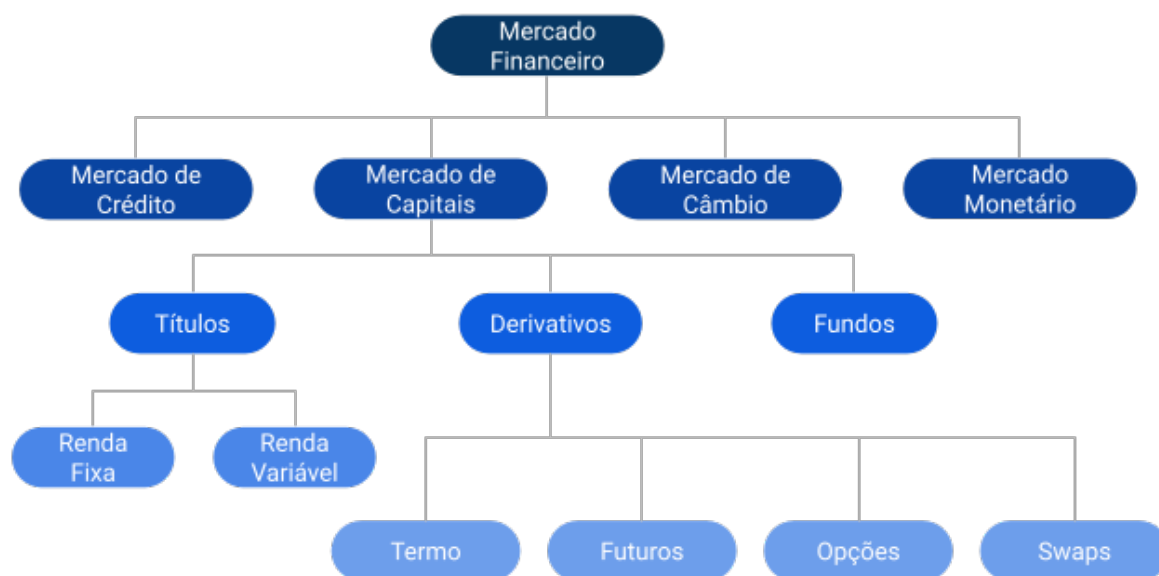 Mercado
Financeiro
Mercado de
Crédito
Mercado de
Capitais
Mercado de
Câmbio
Mercado
Monetário
Títulos
Derivativos
Fundos
Renda
Fixa
Renda
Variável
Termo
Futuros
Opções
Swaps